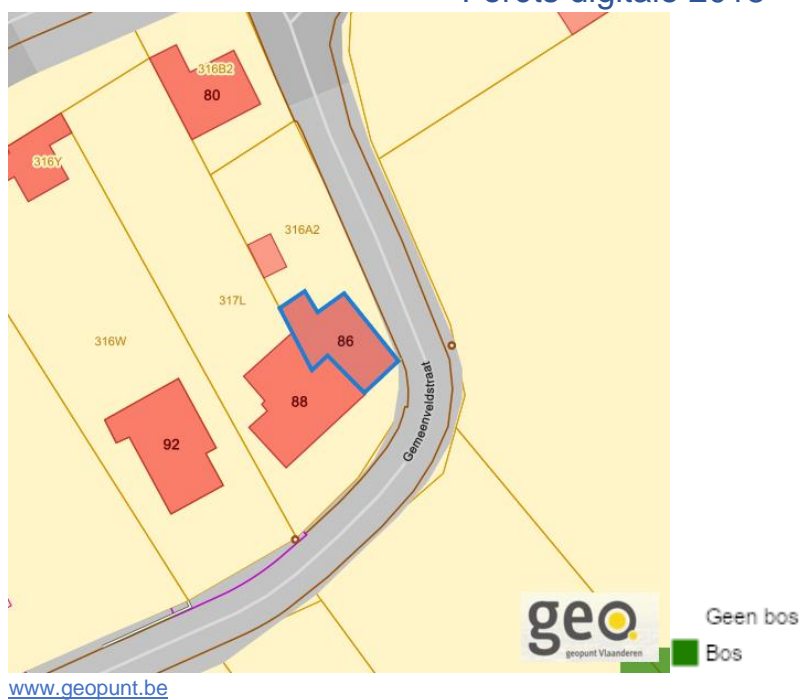 316B2
80
316Y
316A2
317L
316W
86
88
92
Gemeenveldstraat
geo
geopunt Vlaanderen
Geen bos
Bos
www.geopunt.be